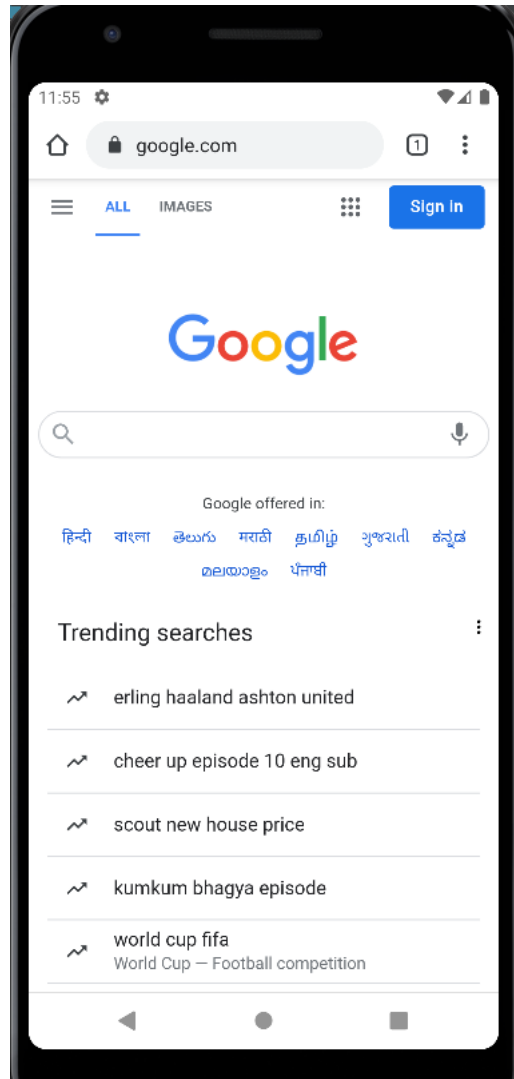 11:55
google.com
1
ALL IMAGES Sign in
Google
Google offered in:
हिन्दी বাংলা తెలుగు मराठी தமிழ் ગુજરાતી ಕನ್ನಡ
മലയാളം ਪੰਜਾਬੀ
Trending searches
erling haaland ashton united
cheer up episode 10 eng sub
scout new house price
kumkum bhagya episode
world cup fifa
World Cup — Football competition